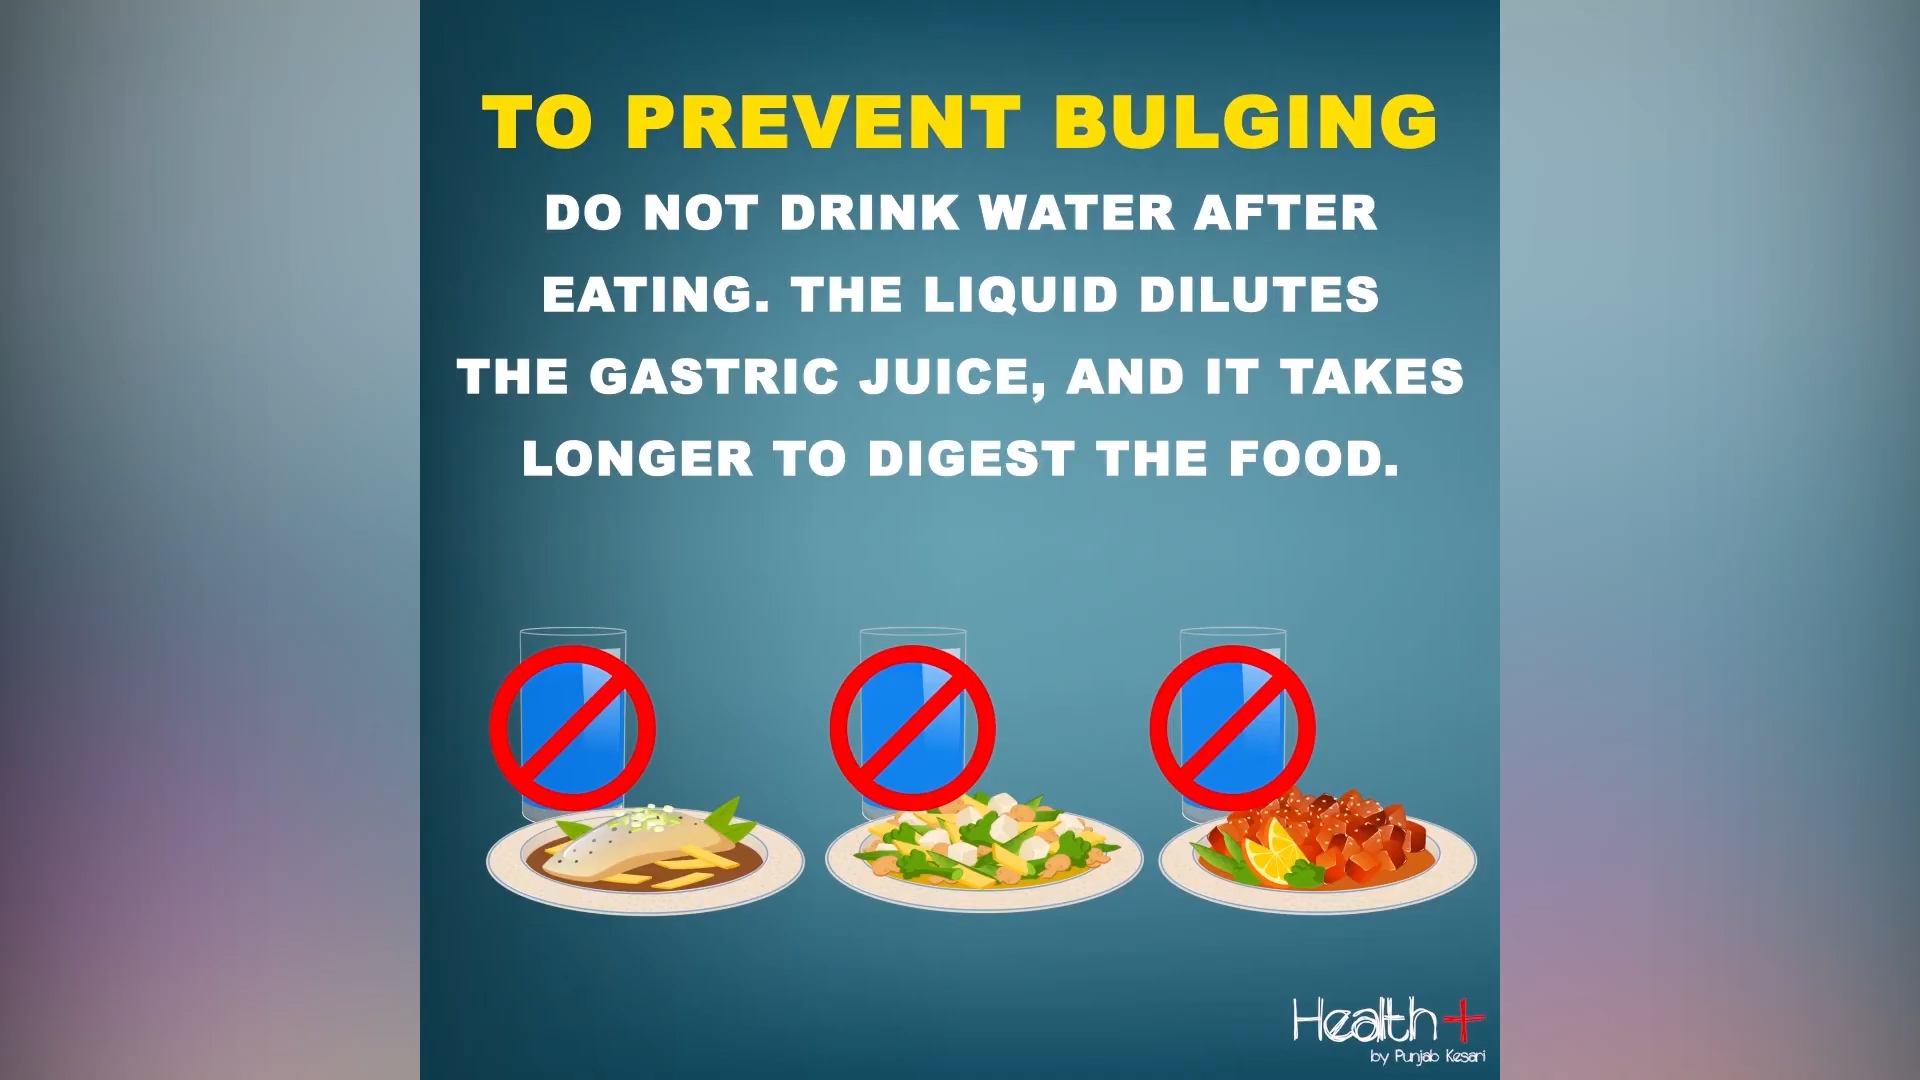 TO PREVENT BULGING
DO NOT DRINK WATER AFTER
EATING. THE LIQUID DILUTES
THE GASTRIC JUICE, AND IT TAKES
LONGER TO DIGEST THE FOOD.
Health+
by Punjab Kesari